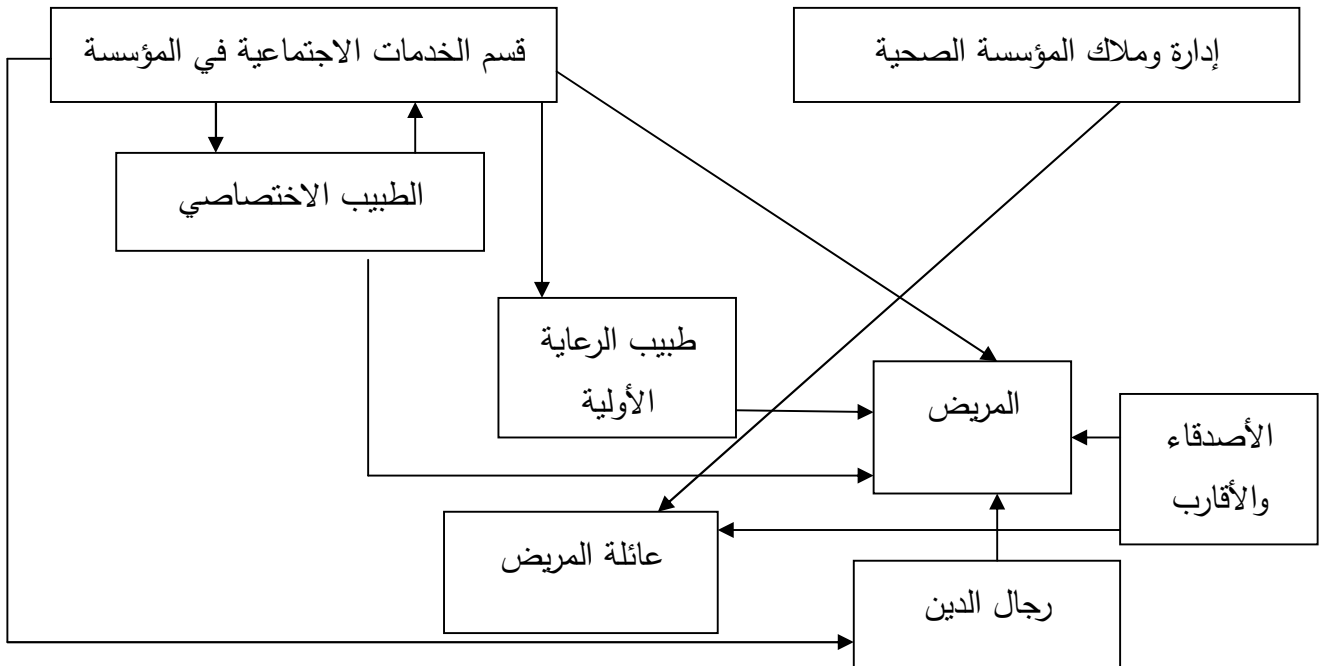 إدارة وملاك المؤسسة الصحية
قسم الخدمات الاجتماعية في المؤسسة
الطبيب الاختصاصي
طبيب الرعاية
الأولية
المريض
الأصدقاء
والأقارب
عائلة المريض
رجال الدين